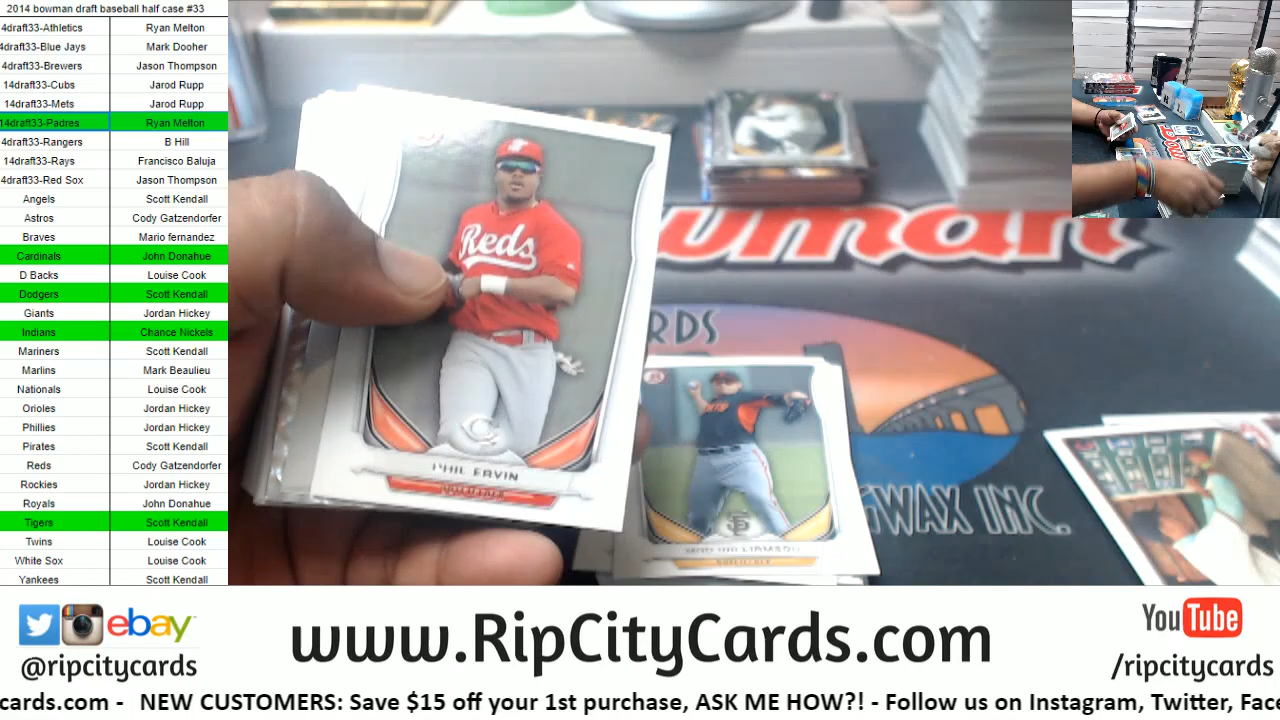 2014 bowman draft baseball half case #33
4draft33-Athletics Ryan Melton
4draft33-Blue Jays Mark Dooher
4draft33-Brewers Jason Thompson
14draft33-Cubs Jarod Rupp
14draft33-Mets Jarod Rupp
14draft33-Padres Ryan Melton
4draft33-Rangers B Hill
14draft33-Rays Francisco Baluja
4draft33-Red Sox Jason Thompson
Angels Scott Kendall
Astros Cody Gatzendorfer
Braves Mario fernandez
Cardinals John Donahue
D Backs Louise Cook
Dodgers Scott Kendall
Giants Jordan Hickey
Indians Chance Nickels
Mariners Scott Kendall
Marlins Mark Beaulieu
Nationals Louise Cook
Orioles Jordan Hickey
Phillies Jordan Hickey
Pirates Scott Kendall
Reds Cody Gatzendorfer
Rockies Jordan Hickey
Royals John Donahue
Tigers Scott Kendall
Twins Louise Cook
White Sox Louise Cook
Yankees Scott Kendall
Reds
PHIL ERVIN
owman
RDS
GWAX INC.
ebay
@ripcitycards
www.RipCityCards.com
YouTube
/ripcitycards
cards.com - NEW CUSTOMERS: Save $15 off your 1st purchase, ASK ME HOW?! - Follow us on Instagram, Twitter, Face